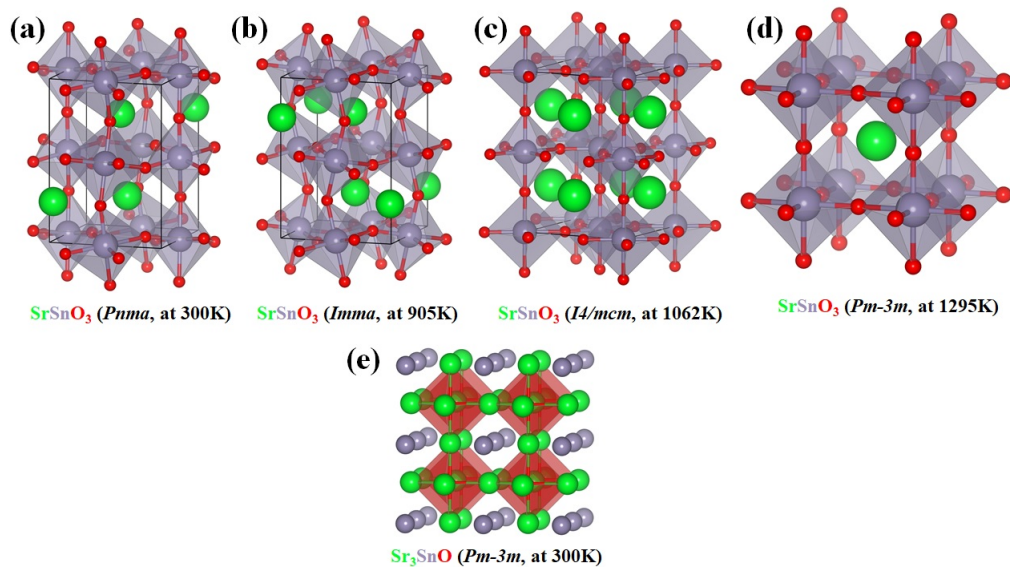 (a)
(b)
(c)
(d)
SrSnO₃ (Pnma, at 300K)
SrSnO₃ (Imma, at 905K)
SrSnO₃ (I4/mcm, at 1062K)
SrSnO₃ (Pm-3m, at 1295K)
(e)
Sr₃SnO (Pm-3m, at 300K)